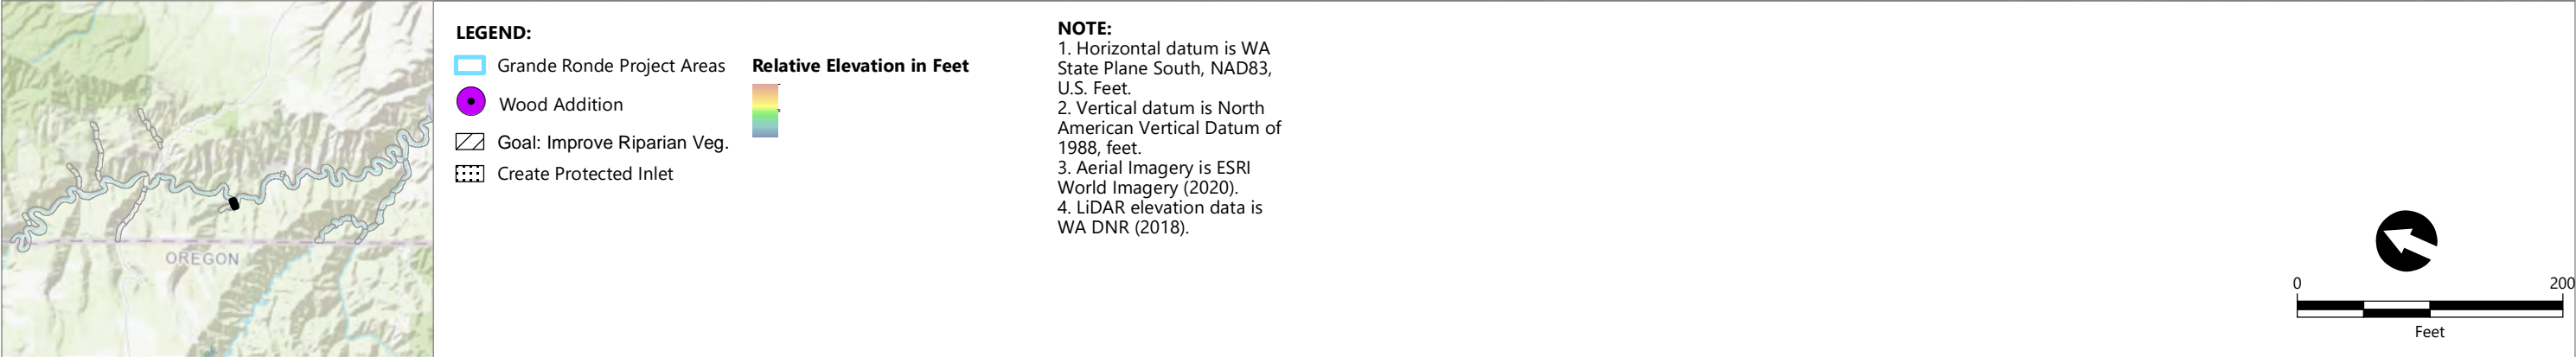 OREGON
LEGEND:
Grande Ronde Project Areas
Wood Addition
Goal: Improve Riparian Veg.
Create Protected Inlet
Relative Elevation in Feet
NOTE:
1. Horizontal datum is WA
State Plane South, NAD83,
U.S. Feet.
2. Vertical datum is North
American Vertical Datum of
1988, feet.
3. Aerial Imagery is ESRI
World Imagery (2020).
4. LiDAR elevation data is
WA DNR (2018).
0 200
Feet